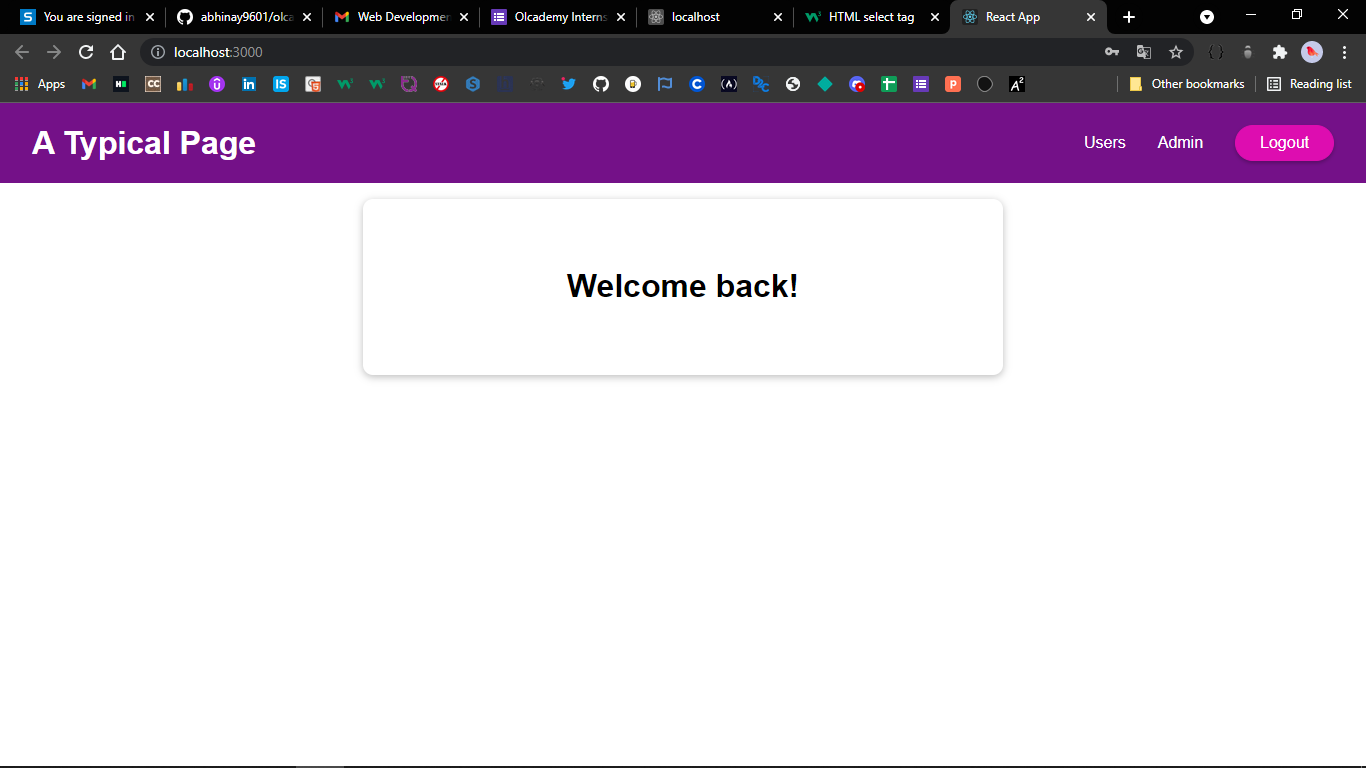 You are signed in
abhinay9601/olca
Web Developmen
Olcademy Interns
localhost
HTML select tag
React App
localhost:3000
Apps
Other bookmarks
Reading list
A Typical Page
Users
Admin
Logout
Welcome back!